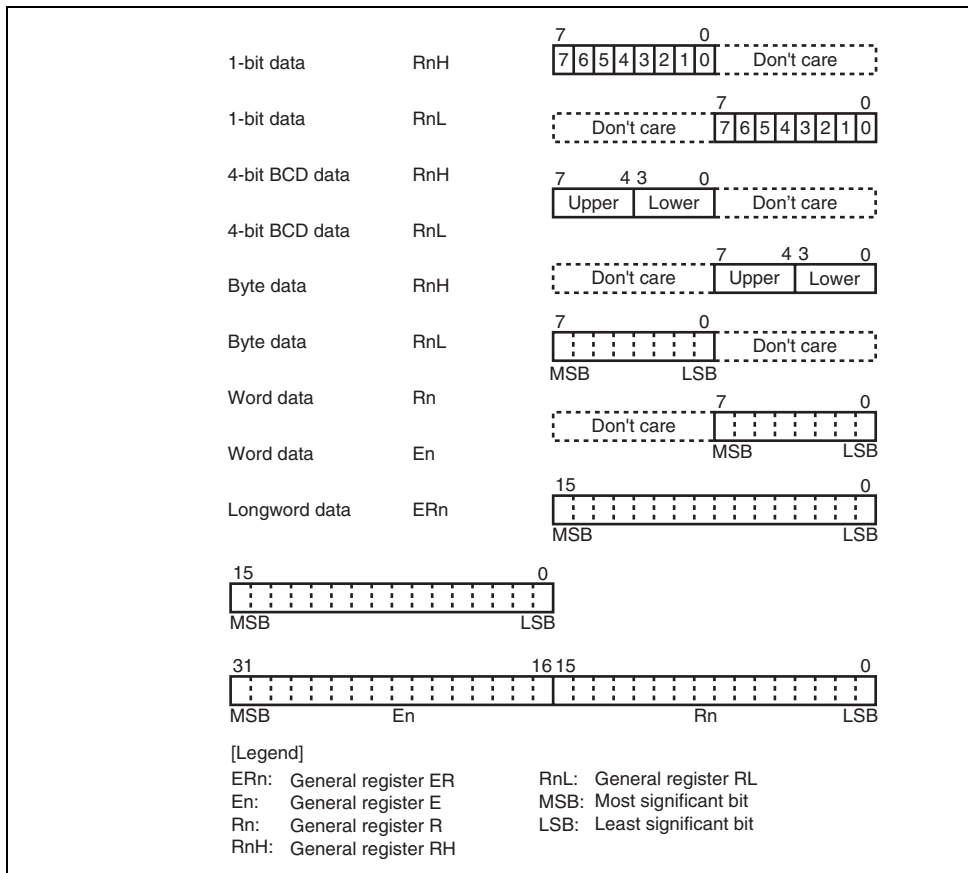 7 0
1-bit data RnH 7 6 5 4 3 2 1 0 Don't care
7 0
1-bit data RnL Don't care 7 6 5 4 3 2 1 0
4-bit BCD data RnH 7 4 3 0
Upper Lower Don't care
4-bit BCD data RnL
7 4 3 0
Byte data RnH Don't care Upper Lower
7 0
Byte data RnL Don't care
MSB LSB
Word data Rn 7 0
Don't care
Word data En MSB LSB
15 0
Longword data ERn
MSB LSB
15 0
MSB LSB
31 16 15 0
MSB En Rn LSB
[Legend]
ERn: General register ER RnL: General register RL
En: General register E MSB: Most significant bit
Rn: General register R LSB: Least significant bit
RnH: General register RH